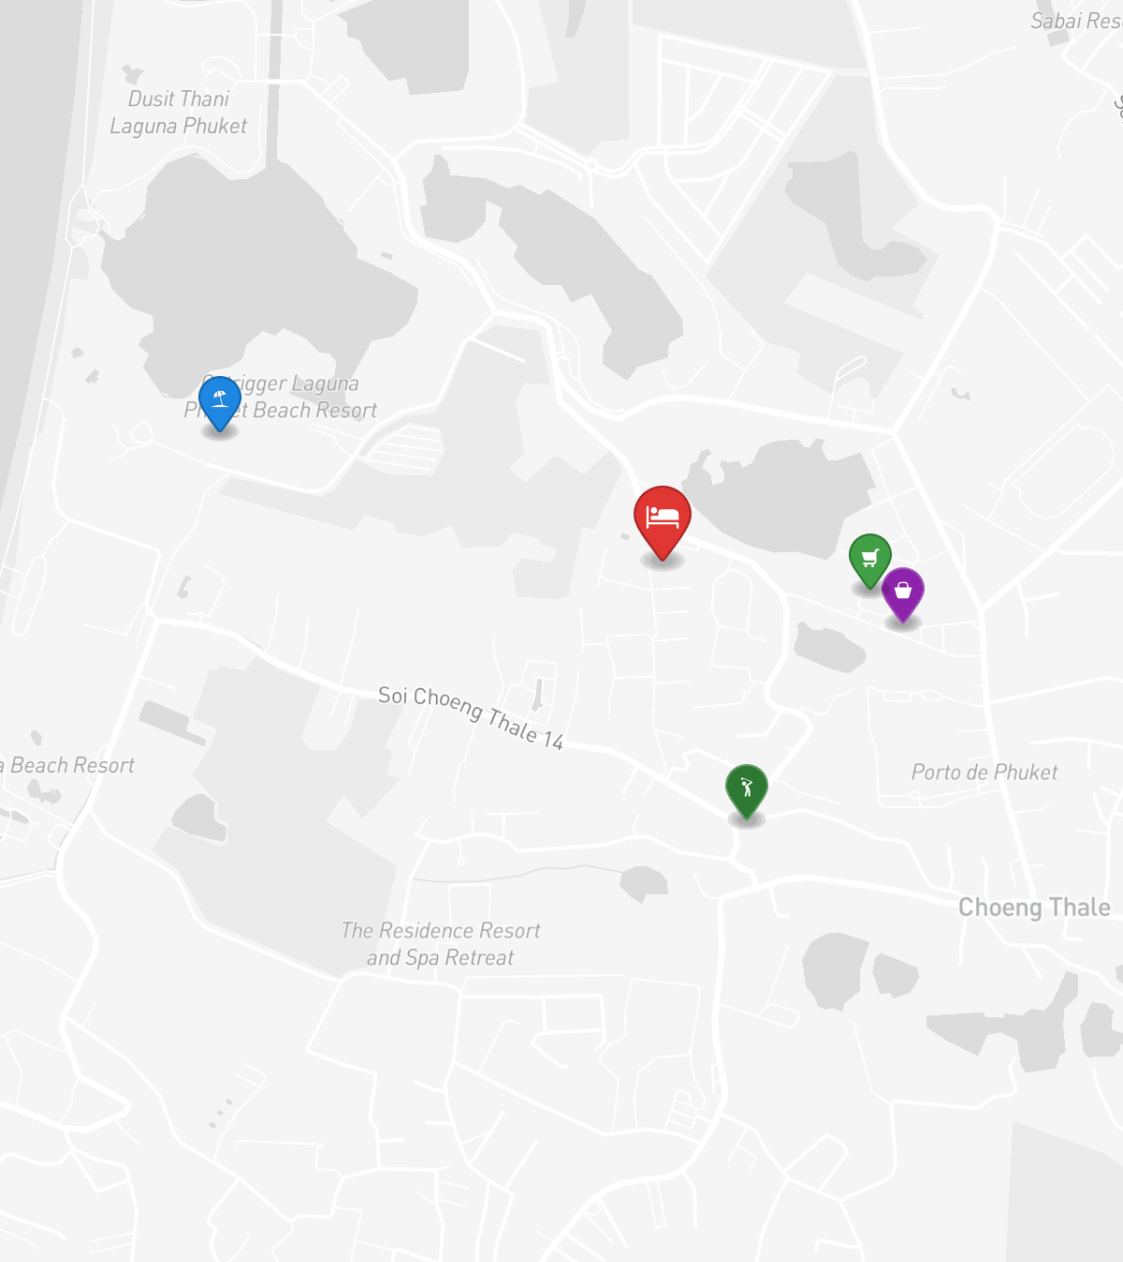 Sabai Res
Dusit Thani
Laguna Phuket
Laguna
Beach Resort
Soi Choeng Thale 14
a Beach Resort
Porto de Phuket
Choeng Thale
The Residence Resort
and Spa Retreat